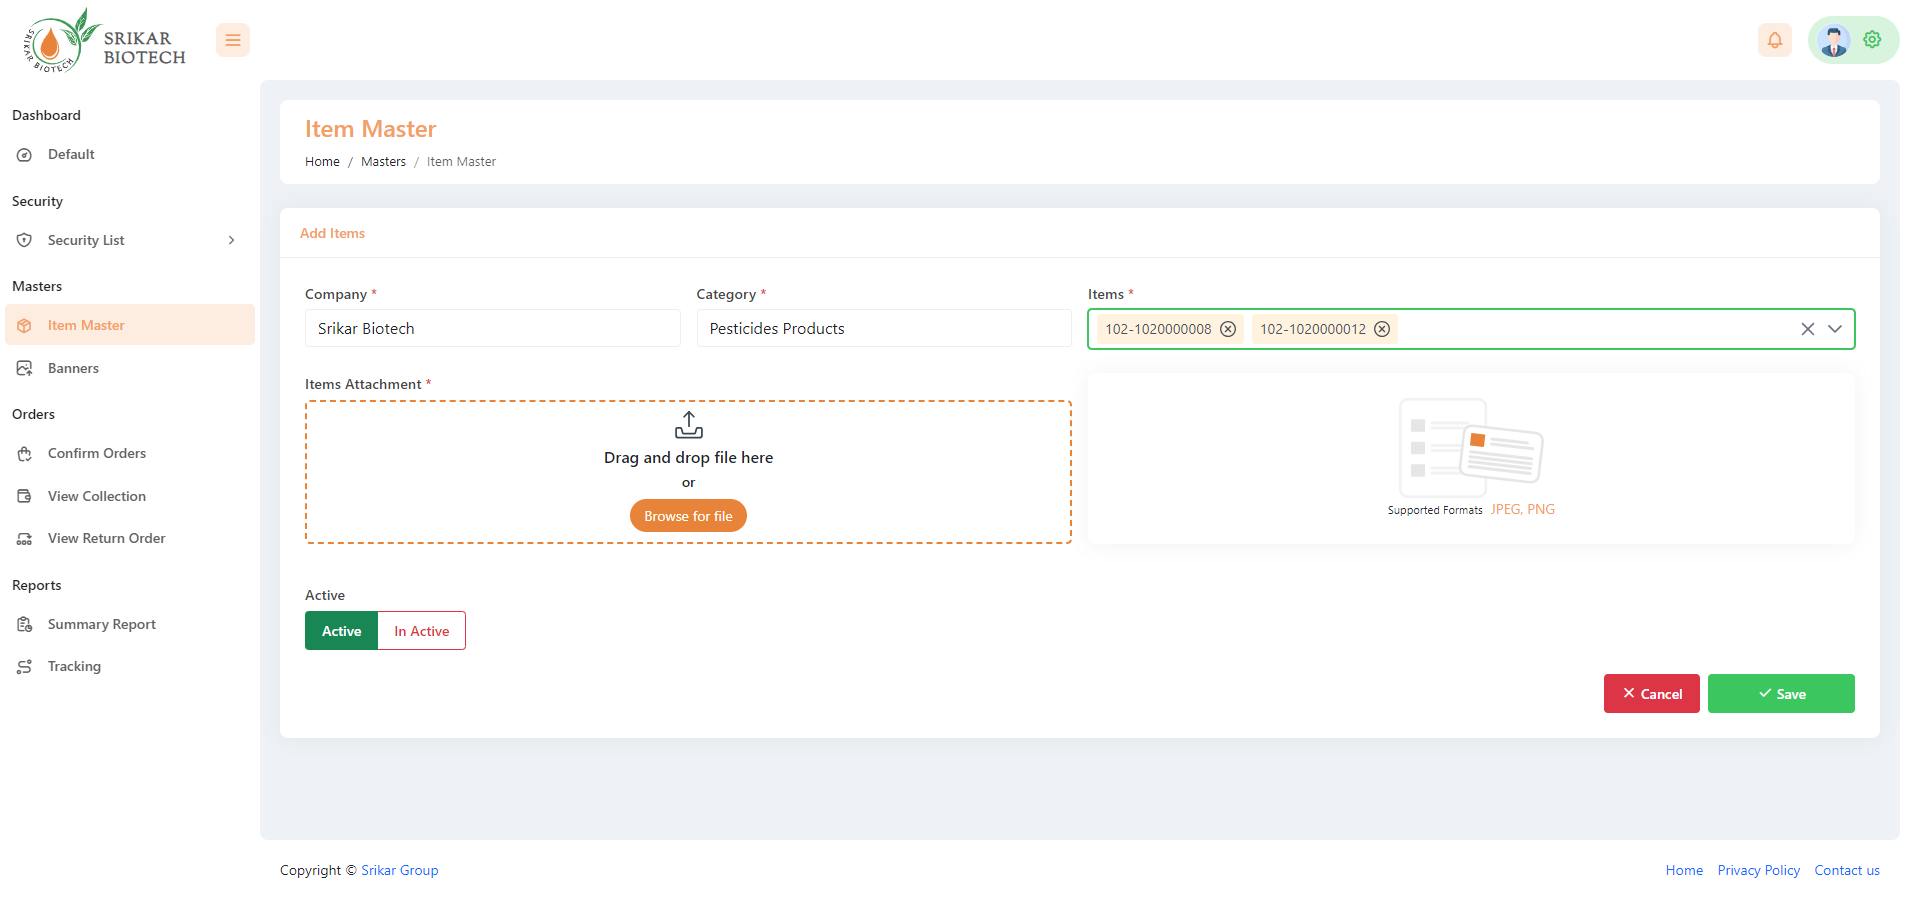 SRIKAR BIOTECH
SRIKAR
BIOTECH
Dashboard
Default
Security
Security List
Masters
Item Master
Banners
Orders
Confirm Orders
View Collection
View Return Order
Reports
Summary Report
Tracking
Item Master
Home / Masters / Item Master
Add Items
Company *
Srikar Biotech
Category *
Pesticides Products
Items *
102-1020000008 102-1020000012
Items Attachment *
Drag and drop file here
or
Browse for file
Supported Formats JPEG, PNG
Active
Active In Active
Cancel Save
Copyright © Srikar Group
Home Privacy Policy Contact us